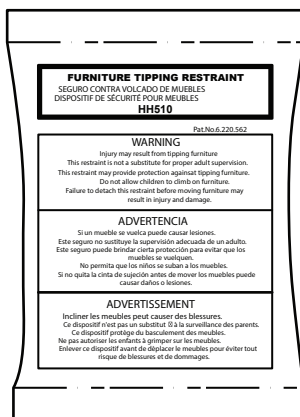 FURNITURE TIPPING RESTRAINT
SEGURO CONTRA VOLCADO DE MUEBLES
DISPOSITIF DE SÉCURITÉ POUR MEUBLES
HH510
Pat.No.6.220.562
WARNING
Injury may result from tipping furniture
This restraint is not a substitute for proper adult supervision.
This restraint may provide protection againsat tipping furniture.
Do not allow children to climb on furniture.
Failure to detach this restraint before moving furniture may
result in injury and damage.
ADVERTENCIA
Si un mueble se vuelca puede causar lesiones.
Este seguro no sustituye la supervisión adecuada de un adulto.
Este seguro puede brindar cierta protección para evitar que los
muebles se vuelquen.
No permita que los niños se suban a los muebles.
Si no quita la cinta de sujeción antes de mover los muebles puede
causar daños o lesiones.
ADVERTISSEMENT
Incliner les meubles peut causer des blessures.
Ce dispositif n'est pas un substitut à la surveillance des parents.
Ce dispositif protège du basculement des meubles.
Ne pas autoriser les enfants à grimper sur les meubles.
Enlever ce dispositif avant de déplacer le meubles pour éviter tout
risque de blessures et de dommages.